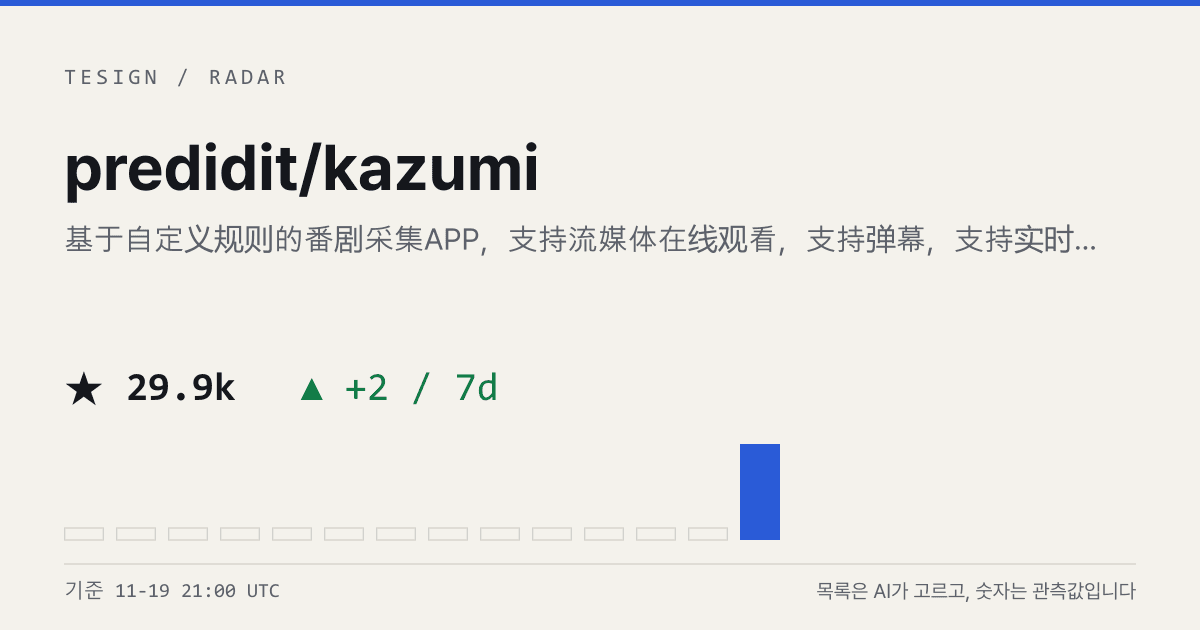 TESIGN / RADAR
predidit/kazumi
基于自定义规则的番剧采集APP，支持流媒体在线观看，支持弹幕，支持实时…
★ 29.9k ▲ +2 / 7d
기준 11-19 21:00 UTC
목록은 AI가 고르고, 숫자는 관측값입니다